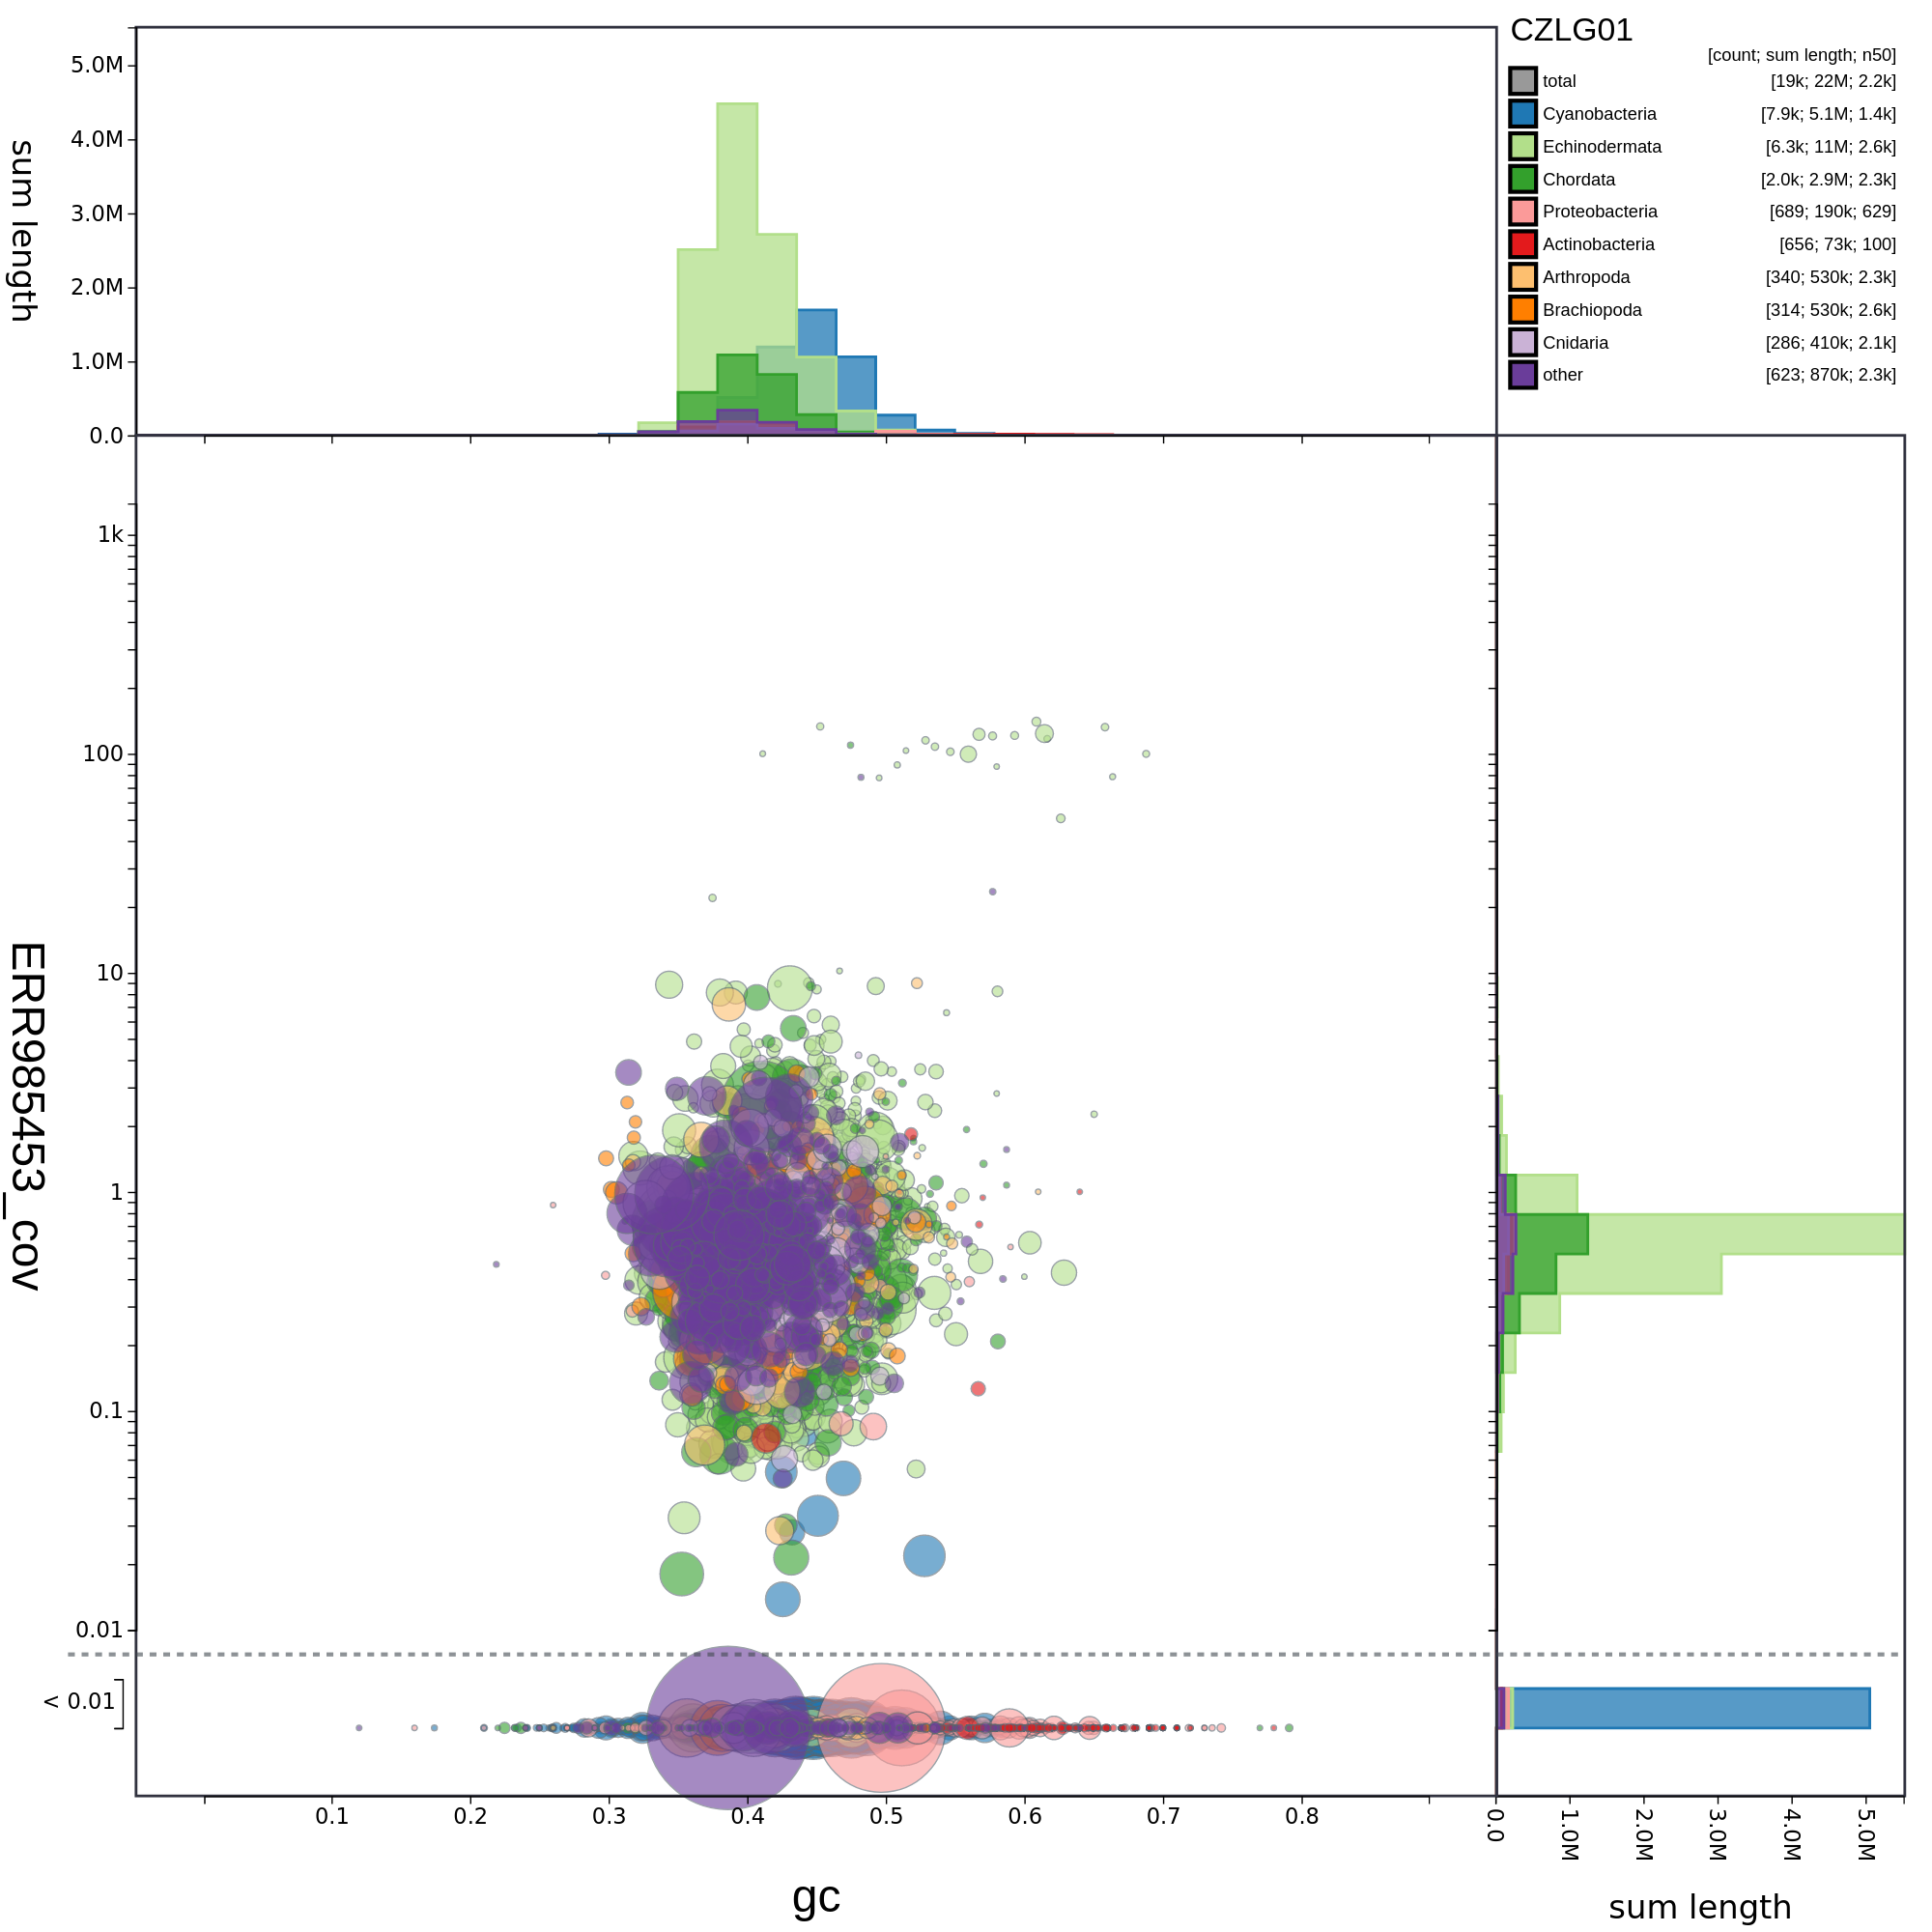 CZLG01
[count; sum length; n50]
total [19k; 22M; 2.2k]
Cyanobacteria [7.9k; 5.1M; 1.4k]
Echinodermata [6.3k; 11M; 2.6k]
Chordata [2.0k; 2.9M; 2.3k]
Proteobacteria [689; 190k; 629]
Actinobacteria [656; 73k; 100]
Arthropoda [340; 530k; 2.3k]
Brachiopoda [314; 530k; 2.6k]
Cnidaria [286; 410k; 2.1k]
other [623; 870k; 2.3k]
sum length
5.0M
4.0M
3.0M
2.0M
1.0M
0.0
ERR985453_cov
1k
100
10
1
0.1
0.01
< 0.01
0.1 0.2 0.3 0.4 0.5 0.6 0.7 0.8
gc
0.0 1.0M 2.0M 3.0M 4.0M 5.0M
sum length